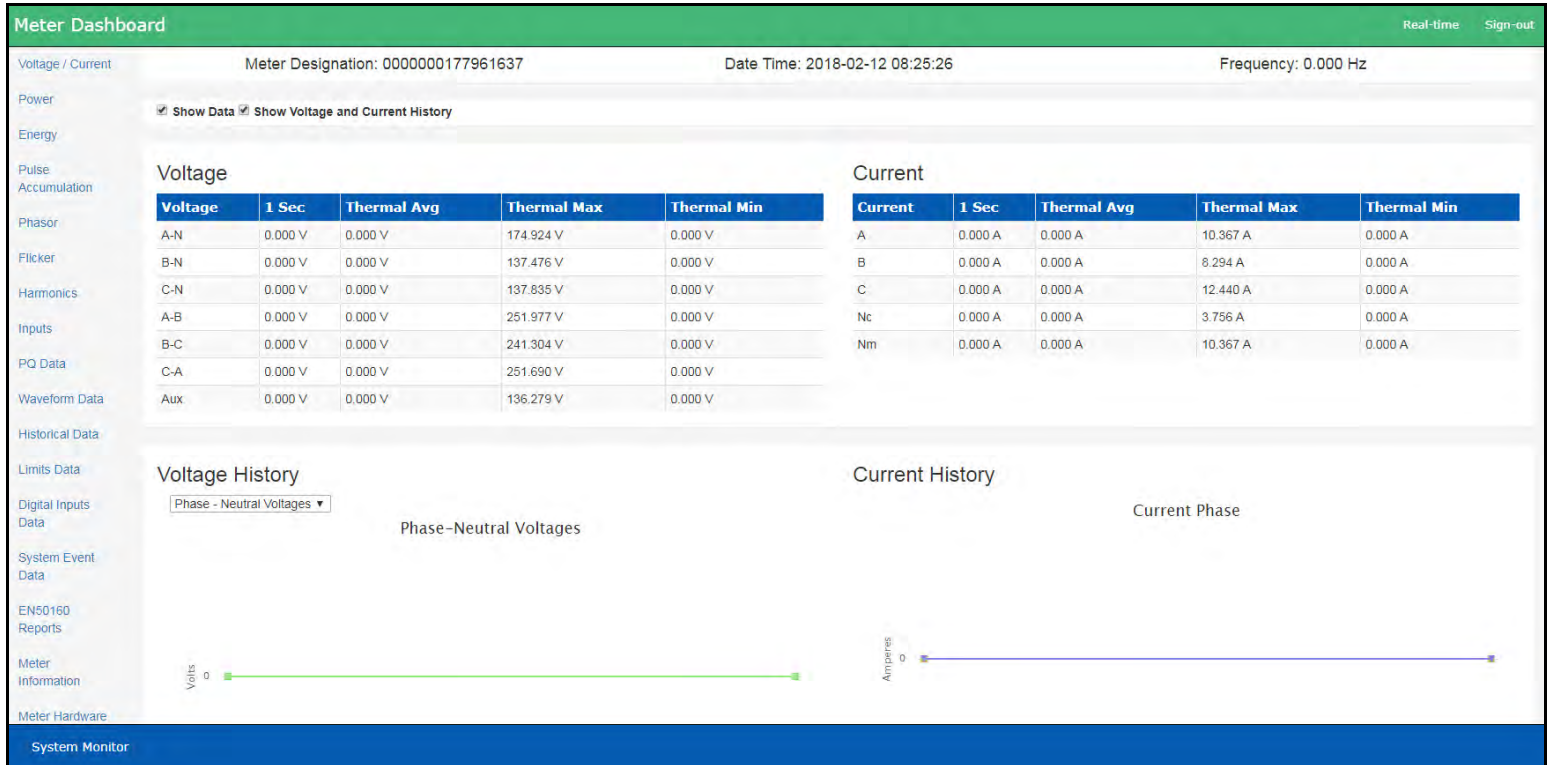 Meter Dashboard Real-time Sign-out
Meter Designation: 0000000177961637 Date Time: 2018-02-12 08:25:26 Frequency: 0.000 Hz
Voltage / Current
Power
Energy
Pulse
Accumulation
Phasor
Flicker
Harmonics
Inputs
PQ Data
Waveform Data
Historical Data
Limits Data
Digital Inputs
Data
System Event
Data
EN50160
Reports
Meter
Information
Meter Hardware
Show Data Show Voltage and Current History
Voltage
Voltage 1 Sec Thermal Avg Thermal Max Thermal Min
A-N 0.000 V 0.000 V 174.924 V 0.000 V
B-N 0.000 V 0.000 V 137.476 V 0.000 V
C-N 0.000 V 0.000 V 137.835 V 0.000 V
A-B 0.000 V 0.000 V 251.977 V 0.000 V
B-C 0.000 V 0.000 V 241.304 V 0.000 V
C-A 0.000 V 0.000 V 251.690 V 0.000 V
Aux 0.000 V 0.000 V 136.279 V 0.000 V
Current
Current 1 Sec Thermal Avg Thermal Max Thermal Min
A 0.000 A 0.000 A 10.367 A 0.000 A
B 0.000 A 0.000 A 8.294 A 0.000 A
C 0.000 A 0.000 A 12.440 A 0.000 A
Nc 0.000 A 0.000 A 3.756 A 0.000 A
Nm 0.000 A 0.000 A 10.367 A 0.000 A
Voltage History
Phase - Neutral Voltages
Phase-Neutral Voltages
Volts
0
Current History
Current Phase
Amperes
0
System Monitor